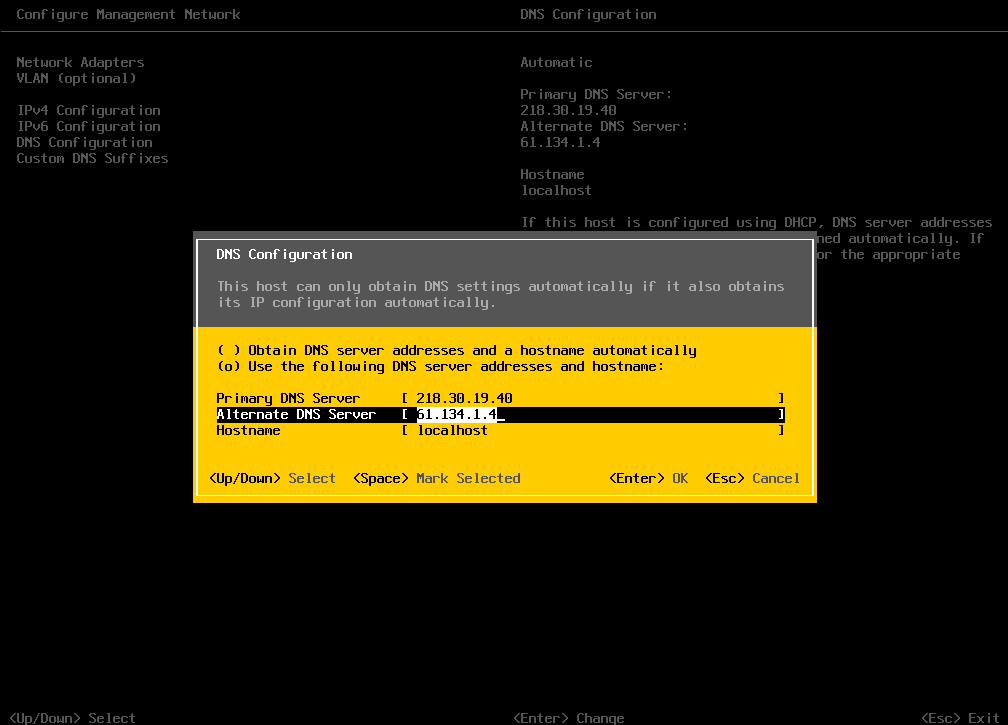 Configure Management Network
DNS Configuration
Network Adapters
VLAN (optional)
IPv4 Configuration
IPv6 Configuration
DNS Configuration
Custom DNS Suffixes
Automatic
Primary DNS Server:
218.30.19.40
Alternate DNS Server:
61.134.1.4
Hostname
localhost
If this host is configured using DHCP, DNS server addresses
automatically. If
or the appropriate
DNS Configuration
This host can only obtain DNS settings automatically if it also obtains
its IP configuration automatically.
( ) Obtain DNS server addresses and a hostname automatically
(o) Use the following DNS server addresses and hostname:
Primary DNS Server [ 218.30.19.40 ]
Alternate DNS Server [ 61.134.1.4_ ]
Hostname [ localhost ]
<Up/Down> Select <Space> Mark Selected <Enter> OK <Esc> Cancel
<Up/Down> Select <Enter> Change <Esc> Exit